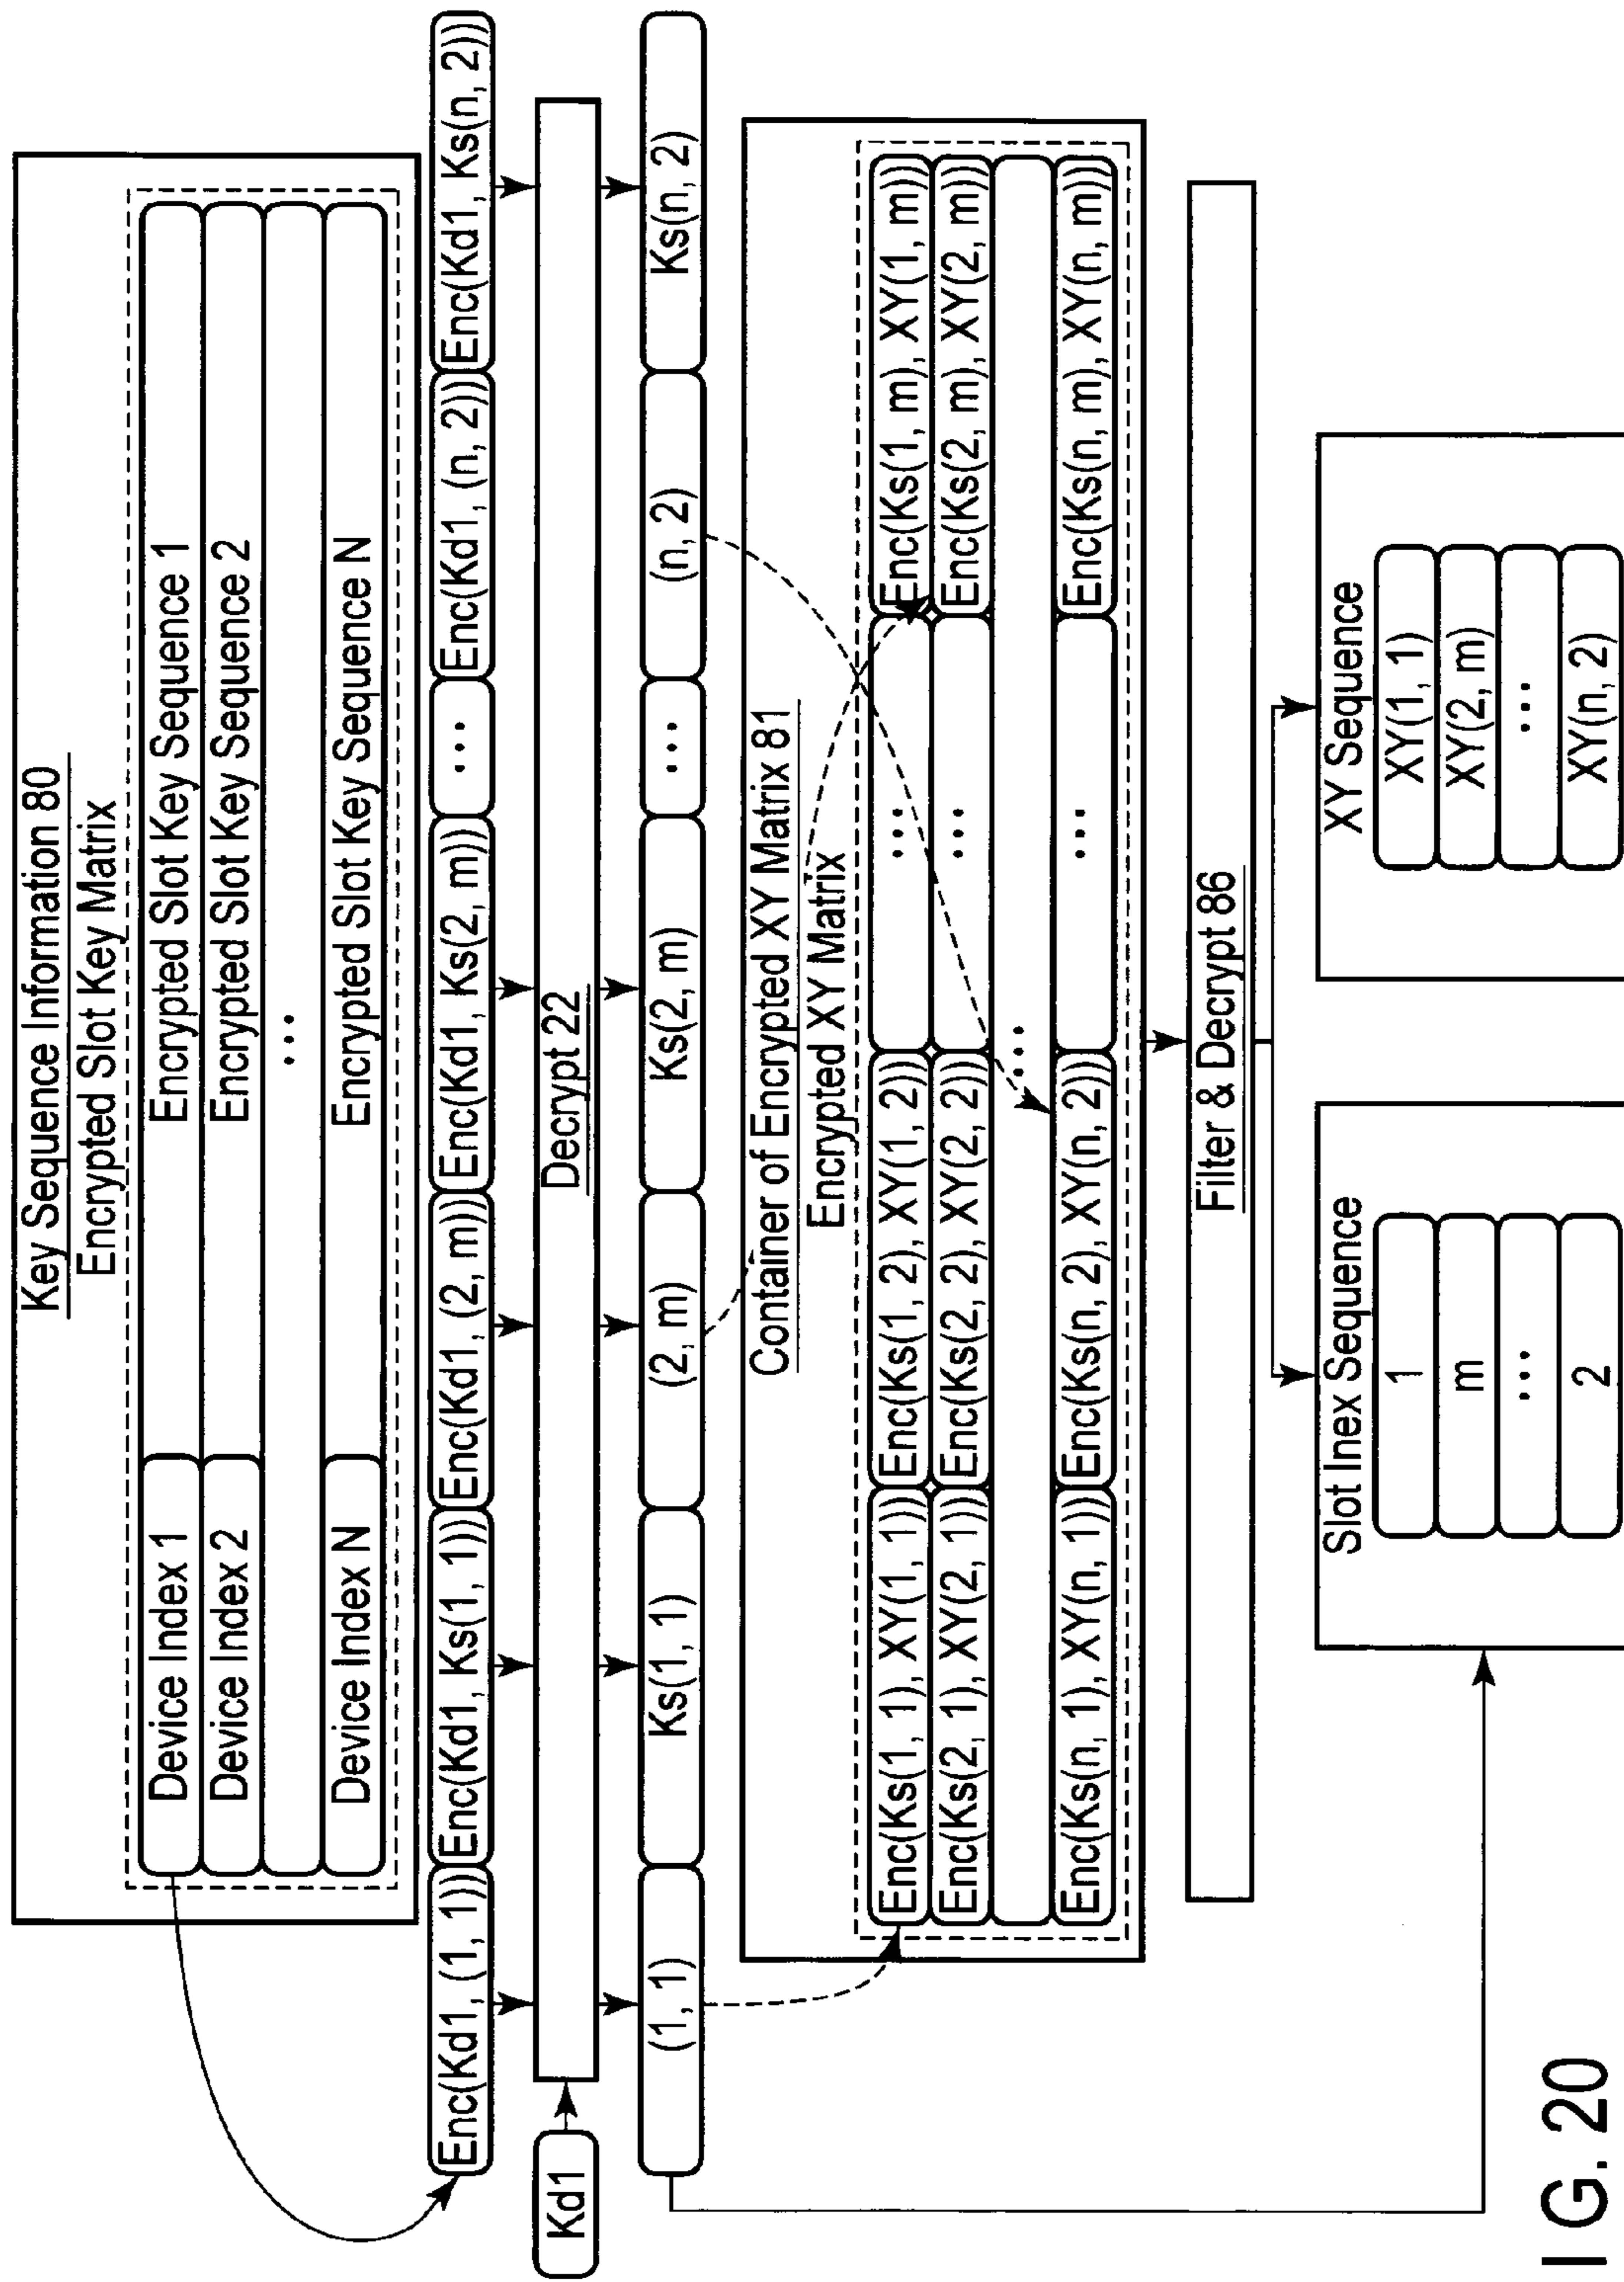 Key Sequence Information 80
Encrypted Slot Key Matrix
Device Index 1 Encrypted Slot Key Sequence 1
Device Index 2 Encrypted Slot Key Sequence 2
...
Device Index N Encrypted Slot Key Sequence N
Enc(Kd1, (1, 1)) Enc(Kd1, Ks(1, 1)) Enc(Kd1, (2, m)) Enc(Kd1, Ks(2, m)) ... Enc(Kd1, (n, 2)) Enc(Kd1, Ks(n, 2))
Kd1
Decrypt 22
(1, 1) Ks(1, 1) (2, m) Ks(2, m) ... (n, 2) Ks(n, 2)
Container of Encrypted XY Matrix 81
Encrypted XY Matrix
Enc(Ks(1, 1), XY(1, 1)) Enc(Ks(1, 2), XY(1, 2)) ... Enc(Ks(1, m), XY(1, m))
Enc(Ks(2, 1), XY(2, 1)) Enc(Ks(2, 2), XY(2, 2)) ... Enc(Ks(2, m), XY(2, m))
...
Enc(Ks(n, 1), XY(n, 1)) Enc(Ks(n, 2), XY(n, 2)) ... Enc(Ks(n, m), XY(n, m))
Filter & Decrypt 86
Slot Inex Sequence
1
m
...
2
XY Sequence
XY(1, 1)
XY(2, m)
...
XY(n, 2)
I G. 20